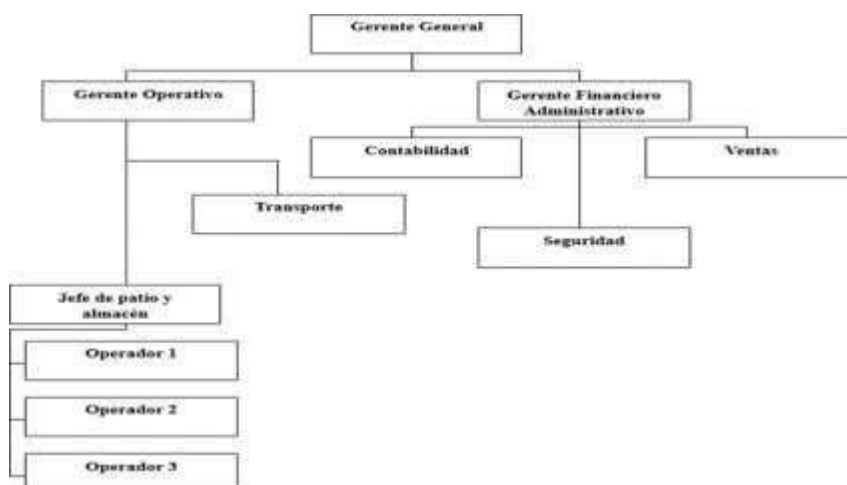 Gerente General
Gerente Operativo
Gerente Financiero
Administrativo
Contabilidad
Ventas
Transporte
Seguridad
Jefe de patio y
almacén
Operador 1
Operador 2
Operador 3